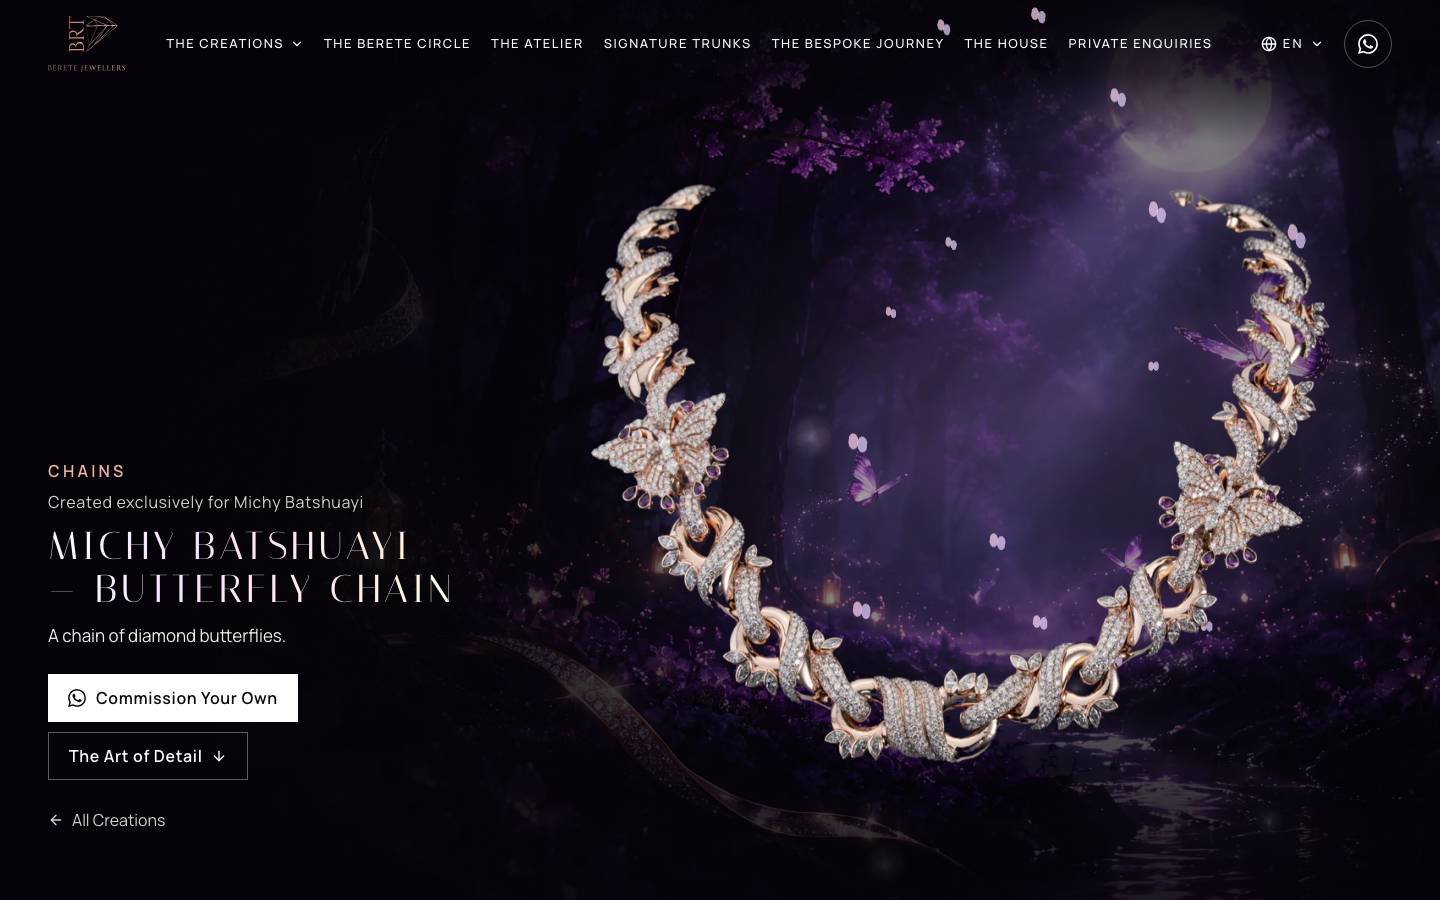 BRT
BERETE JEWELLERS
THE CREATIONS
THE BERETE CIRCLE
THE ATELIER
SIGNATURE TRUNKS
THE BESPOKE JOURNEY
THE HOUSE
PRIVATE ENQUIRIES
EN
CHAINS
Created exclusively for Michy Batshuayi
MICHY BATSHUAYI
— BUTTERFLY CHAIN
A chain of diamond butterflies.
Commission Your Own
The Art of Detail ↓
← All Creations